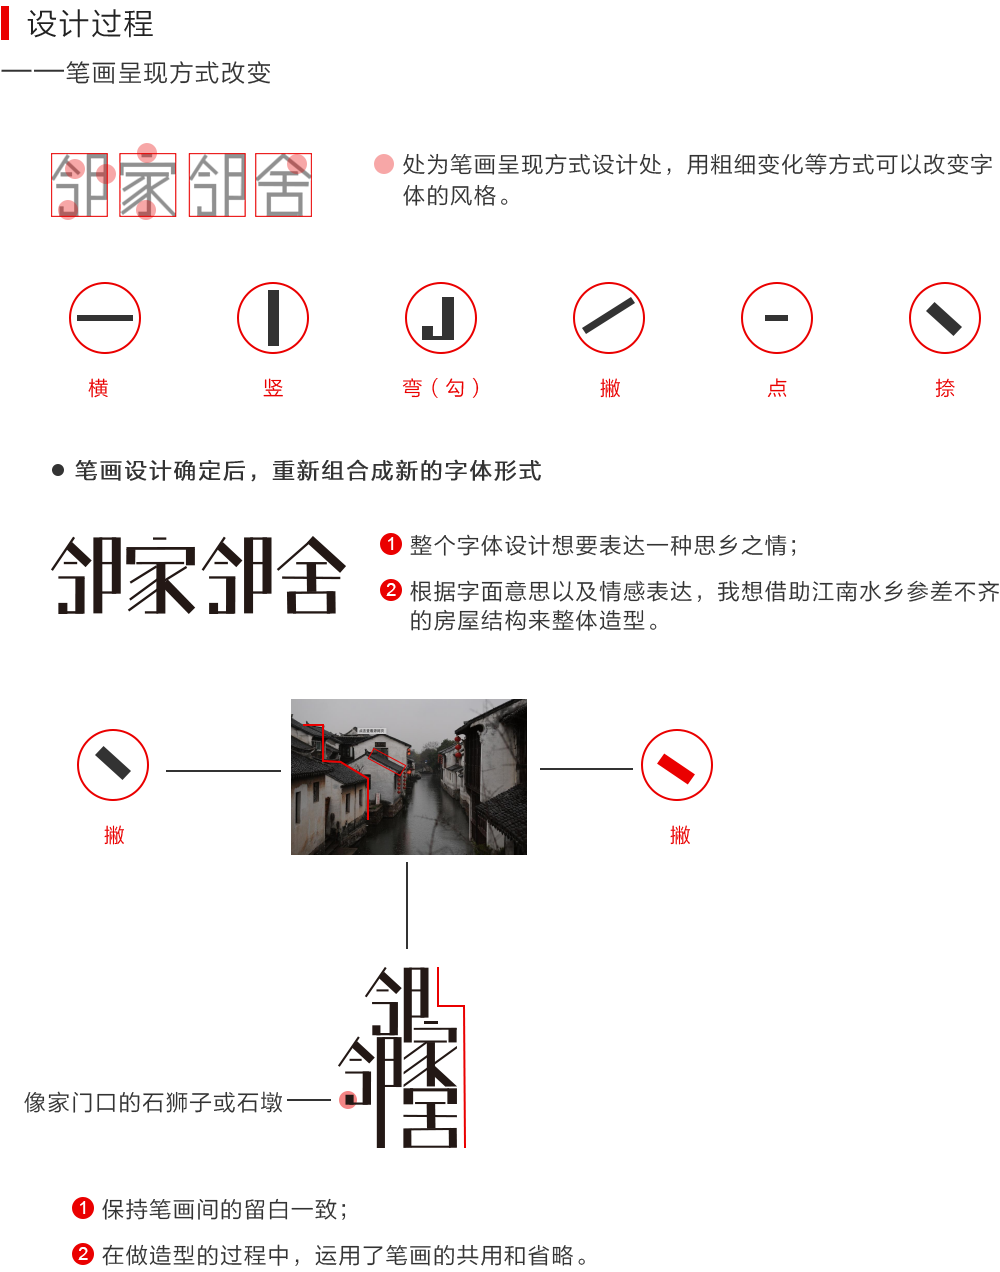 设计过程
——笔画呈现方式改变
邻家邻舍
处为笔画呈现方式设计处，用粗细变化等方式可以改变字
体的风格。
横 竖 弯（勾） 撇 点 捺
笔画设计确定后，重新组合成新的字体形式
邻家邻舍
1 整个字体设计想要表达一种思乡之情；
2 根据字面意思以及情感表达，我想借助江南水乡参差不齐
的房屋结构来整体造型。
撇 撇
邻家
邻舍
像家门口的石狮子或石墩
1 保持笔画间的留白一致；
2 在做造型的过程中，运用了笔画的共用和省略。